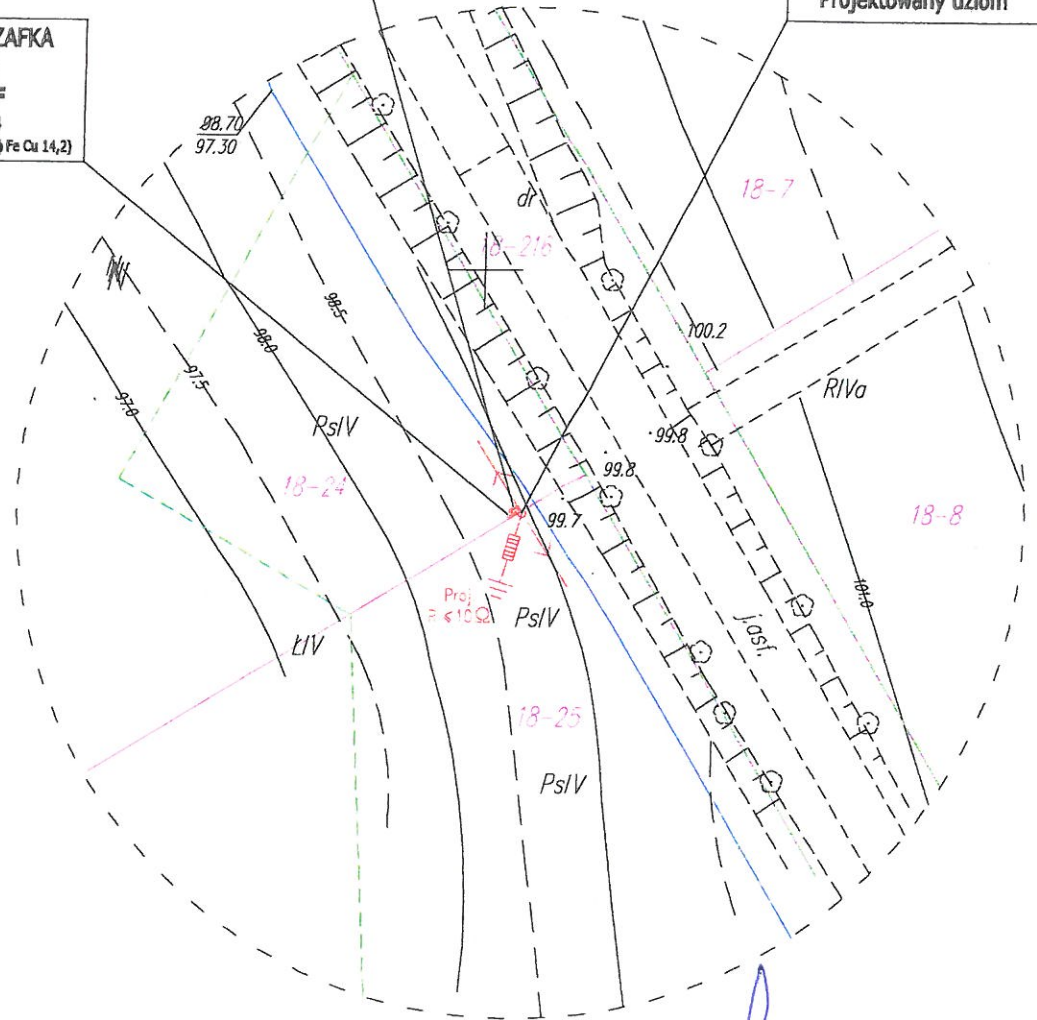 ZAFKA
Fe Cu 14,2)
Projektowany uziom
98.70
97.30
18-7
dr
18-216
98.5
100.2
98.0
97.5
97.0
RIVa
PsIV
99.8
99.8
18-24
18-8
99.7
Proj
R ≤ 10 Ω
PsIV
101.0
j.asf.
ŁIV
18-25
PsIV